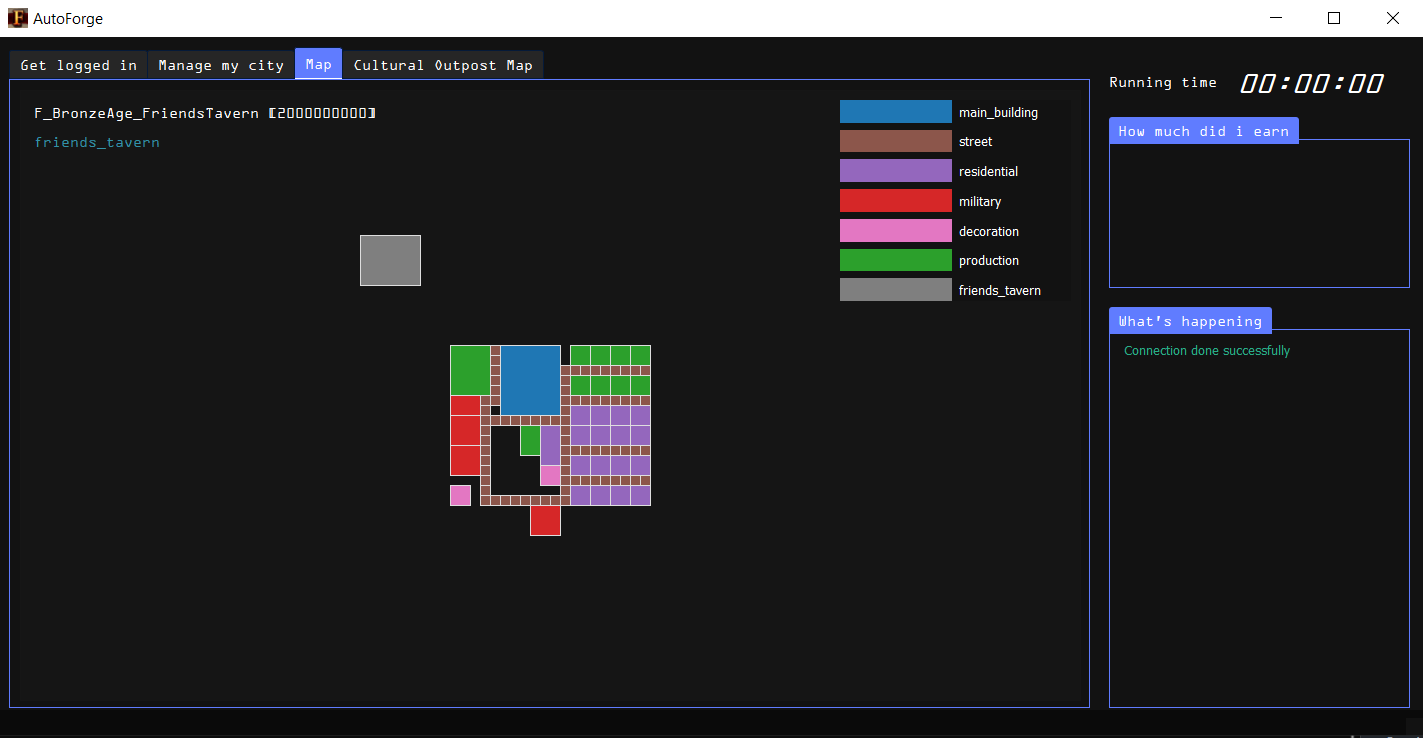 AutoForge
Get logged in
Manage my city
Map
Cultural Outpost Map
F_BronzeAge_FriendsTavern [2000000000]
friends_tavern
main_building
street
residential
military
decoration
production
friends_tavern
Running time 00:00:00
How much did i earn
What's happening
Connection done successfully